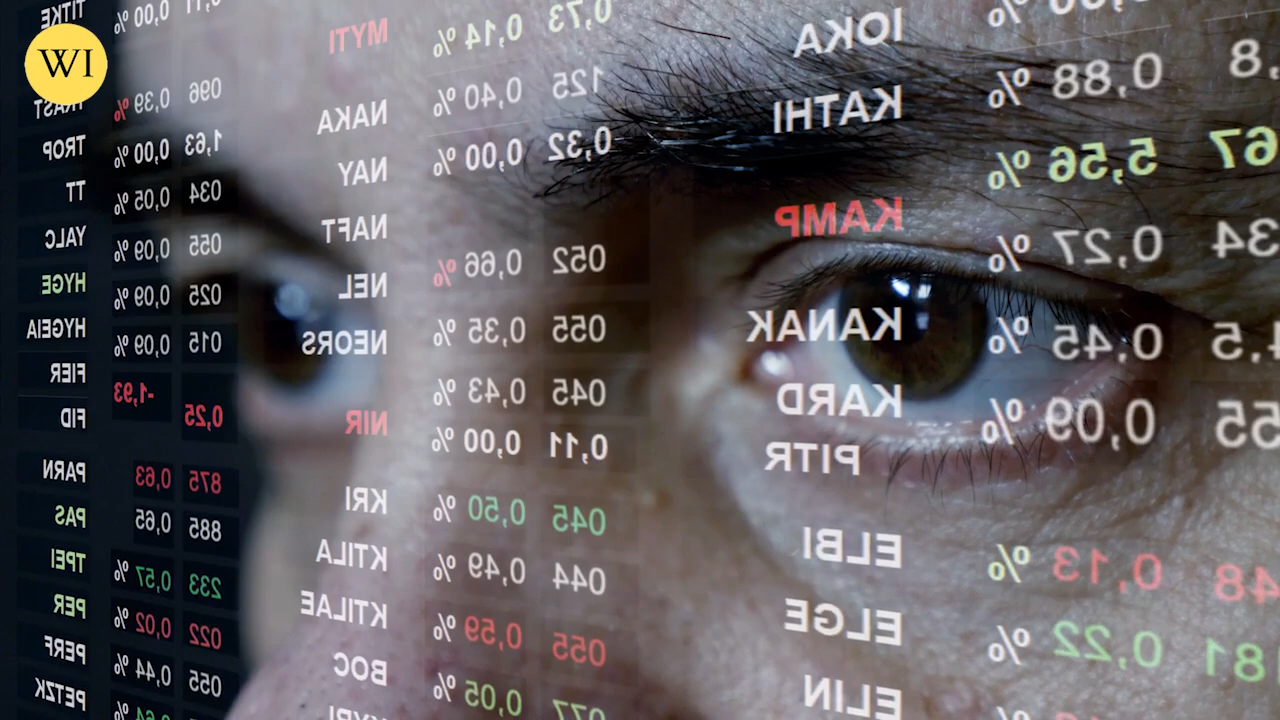 IOKA
0,88 % KATHI
5,56 %
0,27 % KAMP
0,45 % KANAK
0,09 % KARD
PITR
0,13 % ELBI
0,22 % ELGE
ELIN
0,73 0,14 % MYTI
125 0,40 % NAKA
0,32 0,00 % NAY
NAFT
052 0,66 % NEL
055 0,35 % NEORS
045 0,43 %
0,11 0,00 % NIR
045 0,50 % KRI
044 0,49 % KTILA
055 0,59 % KTILAE
077 0,05 % BOC
0,00 %
096 0,39 %
1,63 0,00 % TROP
034 0,05 % TT
055 0,09 % YALC
025 0,09 % HYGE
015 0,09 % HYGEIA
FIER
0,25 -1,93 FID
875 0,63 PARN
885 0,65 PAS
233 0,57 % TPEI
022 0,02 % PER
055 0,44 % PERF
PETZK
WI